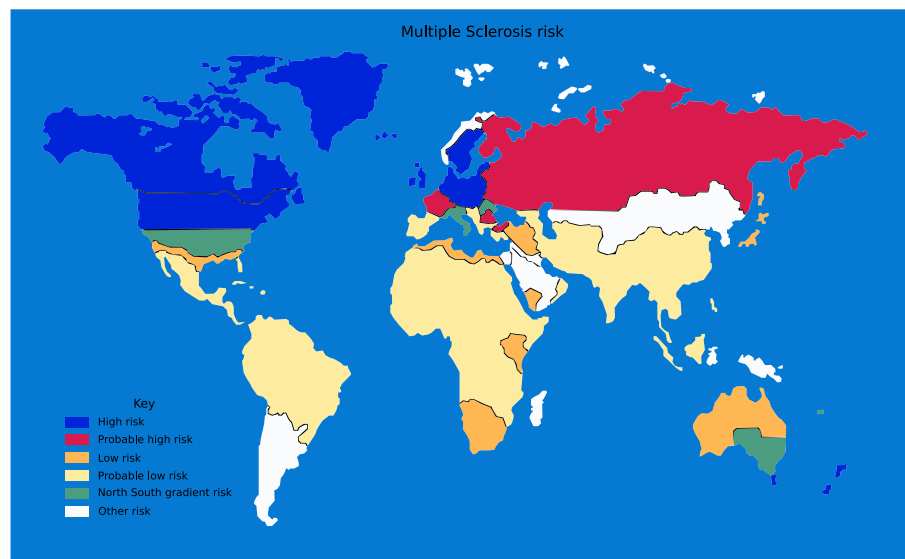 Multiple Sclerosis risk
Key
High risk
Probable high risk
Low risk
Probable low risk
North South gradient risk
Other risk